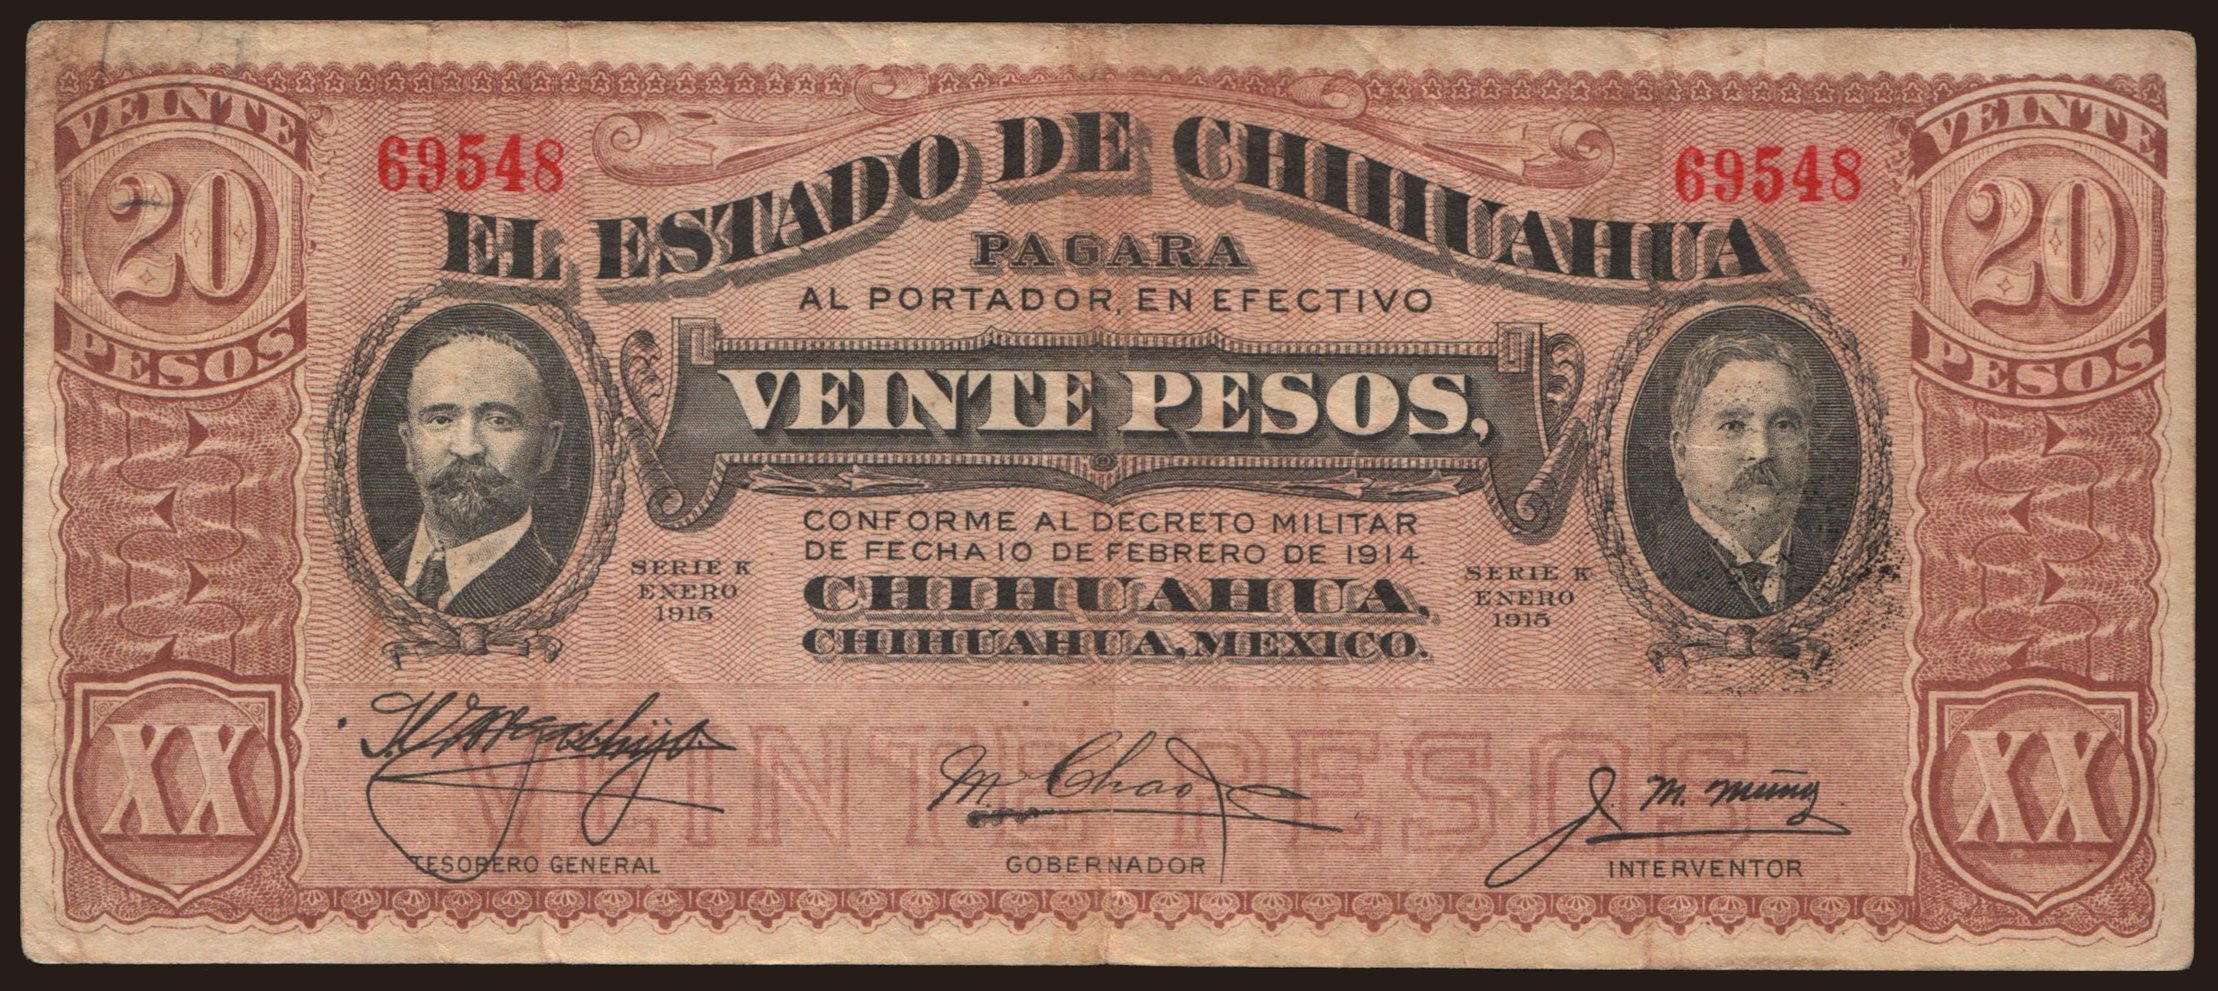 VEINTE
20
PESOS
69548
EL ESTADO DE CHIHUAHUA
69548
VEINTE
20
PESOS
PAGARA
AL PORTADOR, EN EFECTIVO
VEINTE PESOS,
CONFORME AL DECRETO MILITAR
DE FECHA 10 DE FEBRERO DE 1914.
SERIE K
ENERO
1915
CHIHUAHUA,
CHIHUAHUA, MEXICO.
SERIE K
ENERO
1915
VEINTE PESOS
XX
M Chao
J. M. Muñiz
XX
TESORERO GENERAL
GOBERNADOR
INTERVENTOR